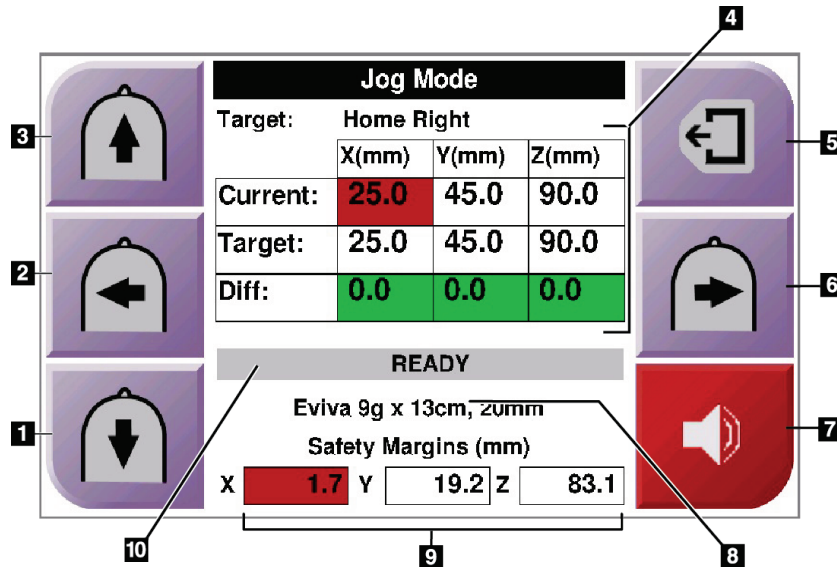 4
Jog Mode
Target: Home Right
X(mm) Y(mm) Z(mm)
Current: 25.0 45.0 90.0
Target: 25.0 45.0 90.0
Diff: 0.0 0.0 0.0
READY
Eviva 9g x 13cm, 20mm
Safety Margins (mm)
X 1.7 Y 19.2 Z 83.1
3
2
1
5
6
7
10
9
8